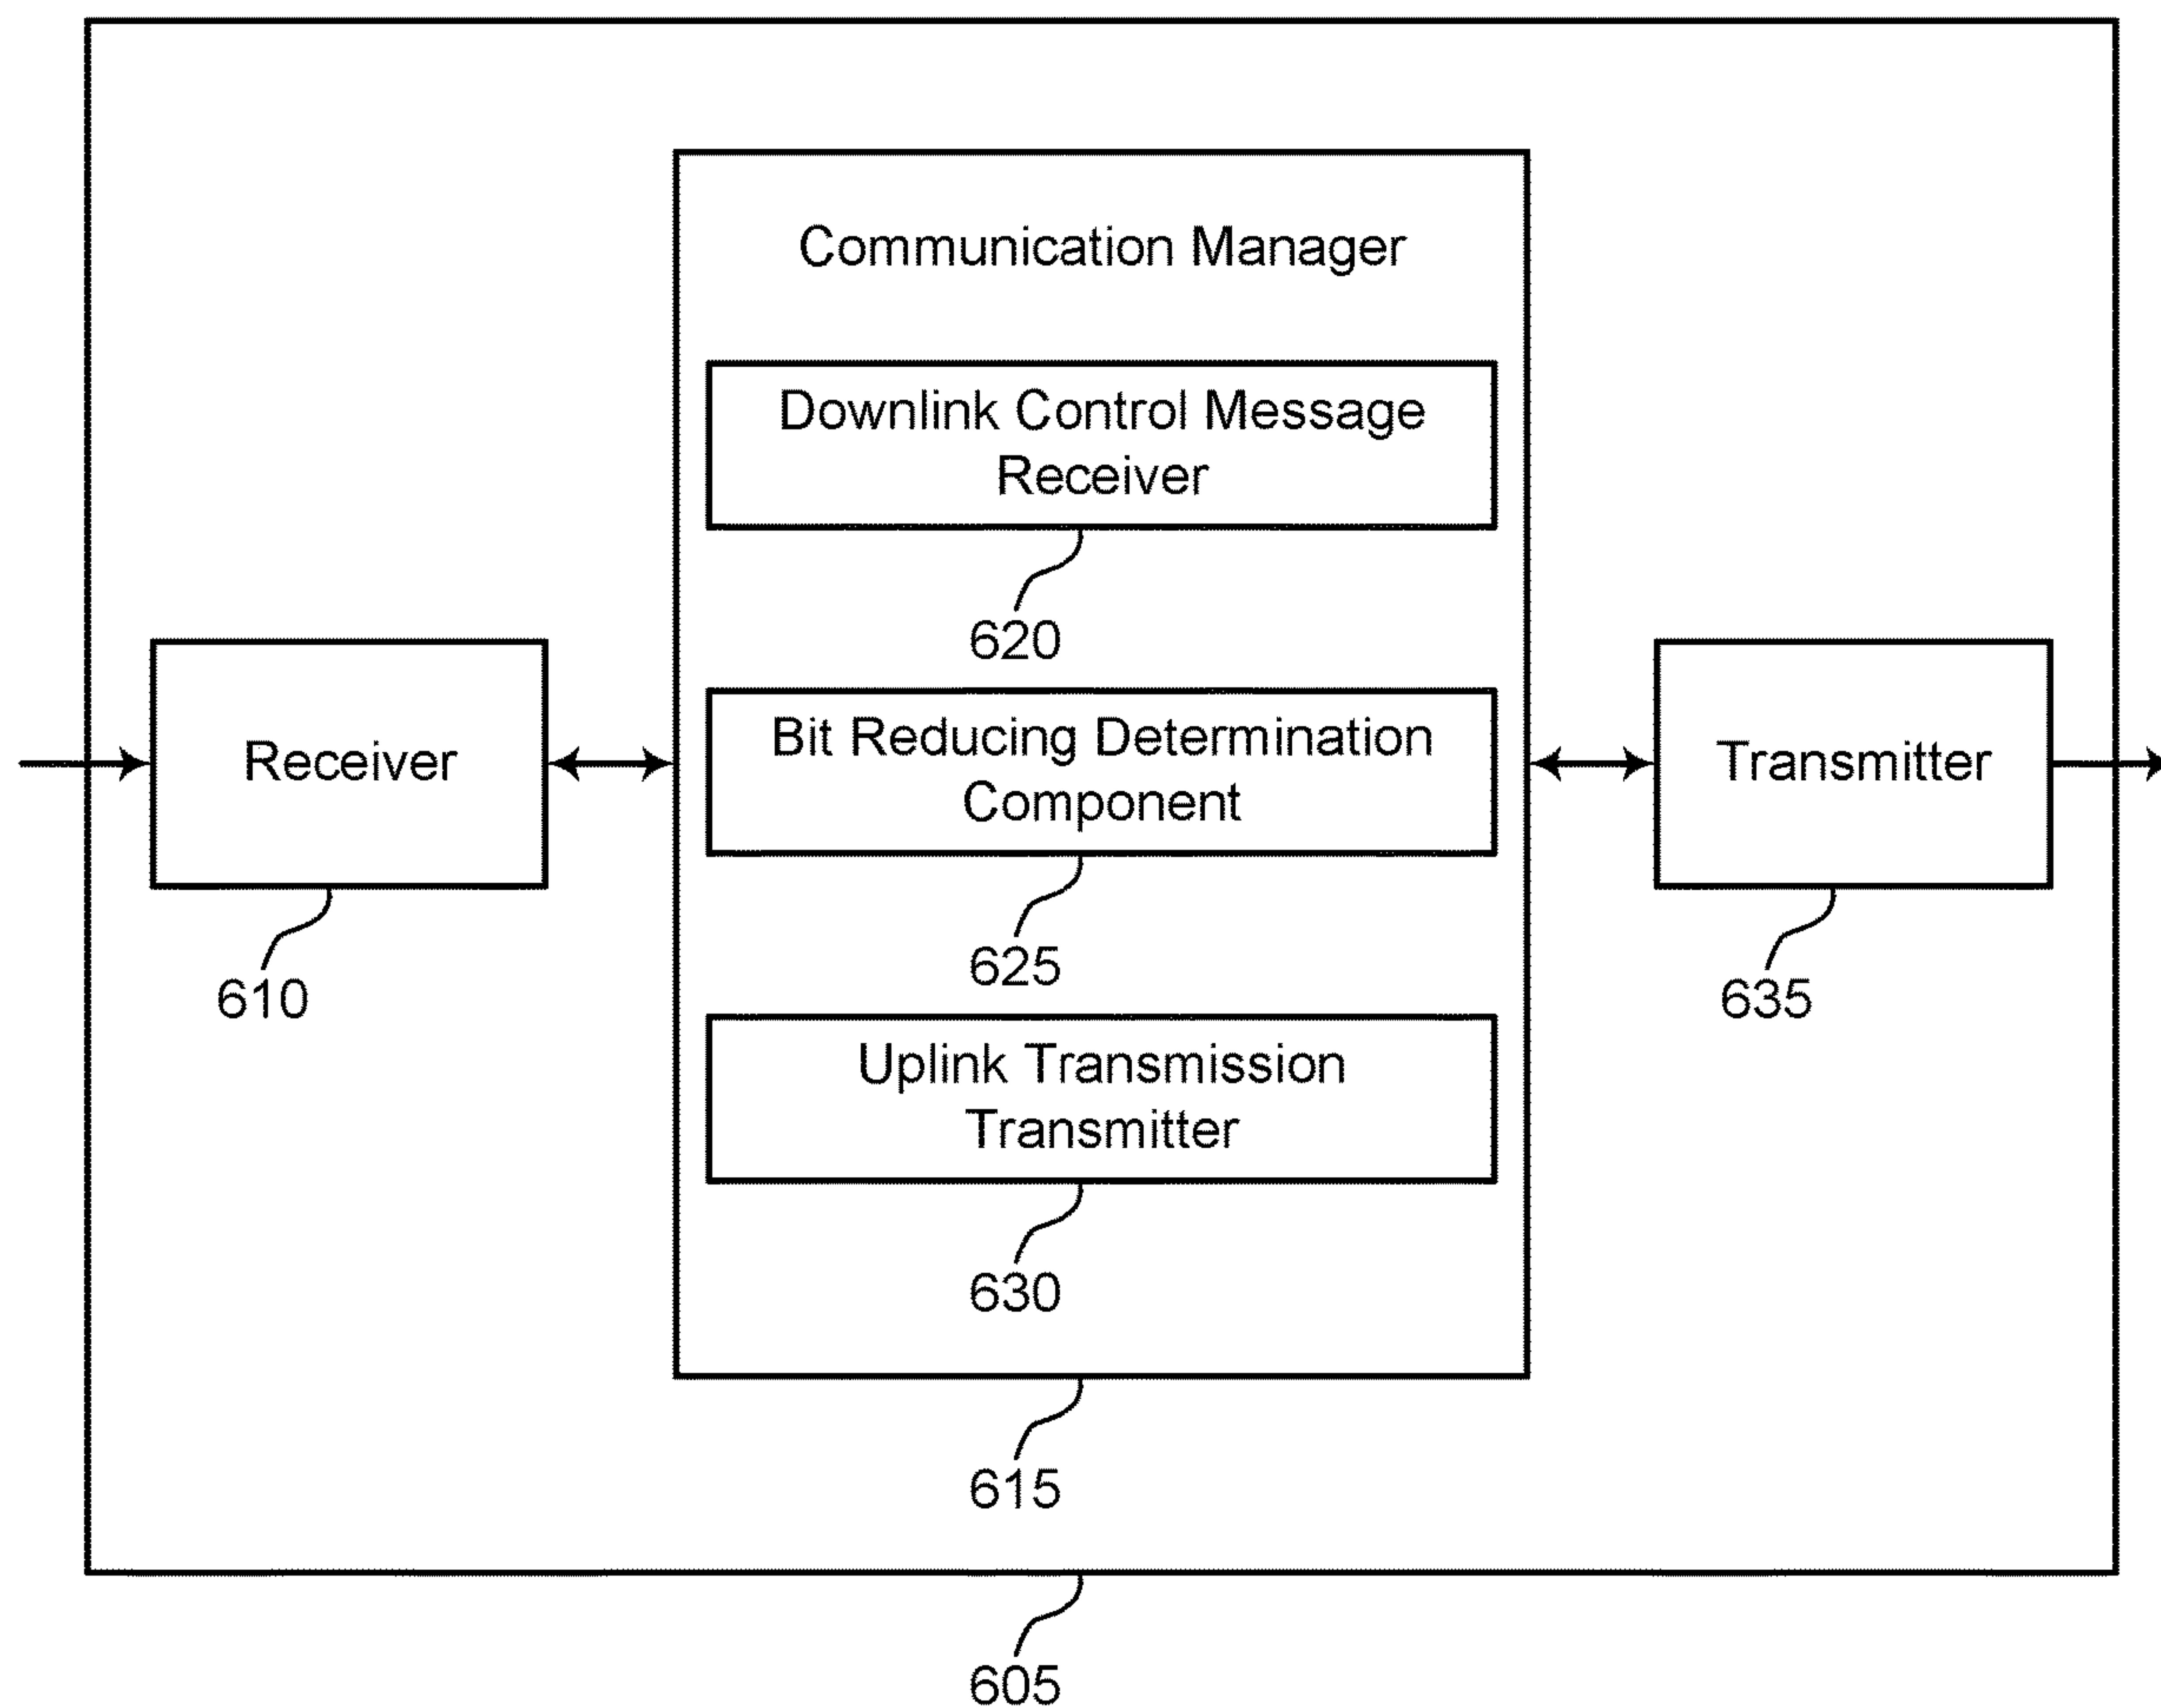 Communication Manager
Downlink Control Message
Receiver
620
Receiver
610
Bit Reducing Determination
Component
625
Transmitter
635
Uplink Transmission
Transmitter
630
615
605